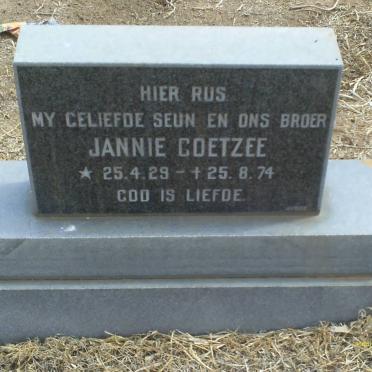 HIER RUS
MY GELIEFDE SEUN EN ONS BROER
JANNIE COETZEE
★ 25.4.29 – † 25.8.74
GOD IS LIEFDE.